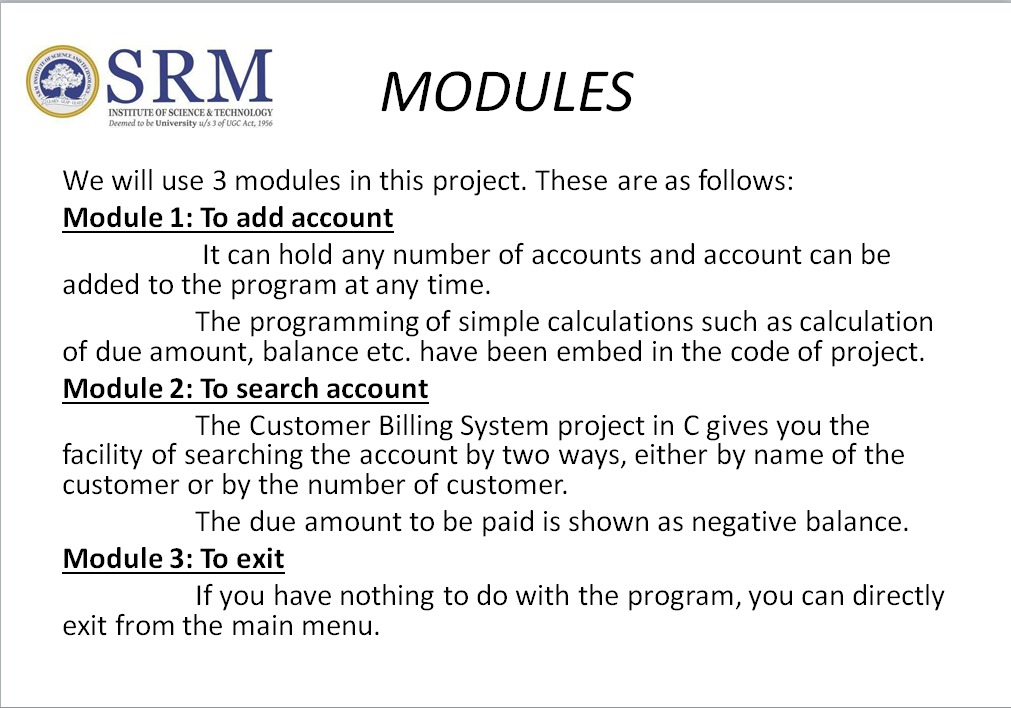 SRM
INSTITUTE OF SCIENCE & TECHNOLOGY
Deemed to be University u/s 3 of UGC Act, 1956
MODULES
We will use 3 modules in this project. These are as follows:
Module 1: To add account
It can hold any number of accounts and account can be
added to the program at any time.
The programming of simple calculations such as calculation
of due amount, balance etc. have been embed in the code of project.
Module 2: To search account
The Customer Billing System project in C gives you the
facility of searching the account by two ways, either by name of the
customer or by the number of customer.
The due amount to be paid is shown as negative balance.
Module 3: To exit
If you have nothing to do with the program, you can directly
exit from the main menu.